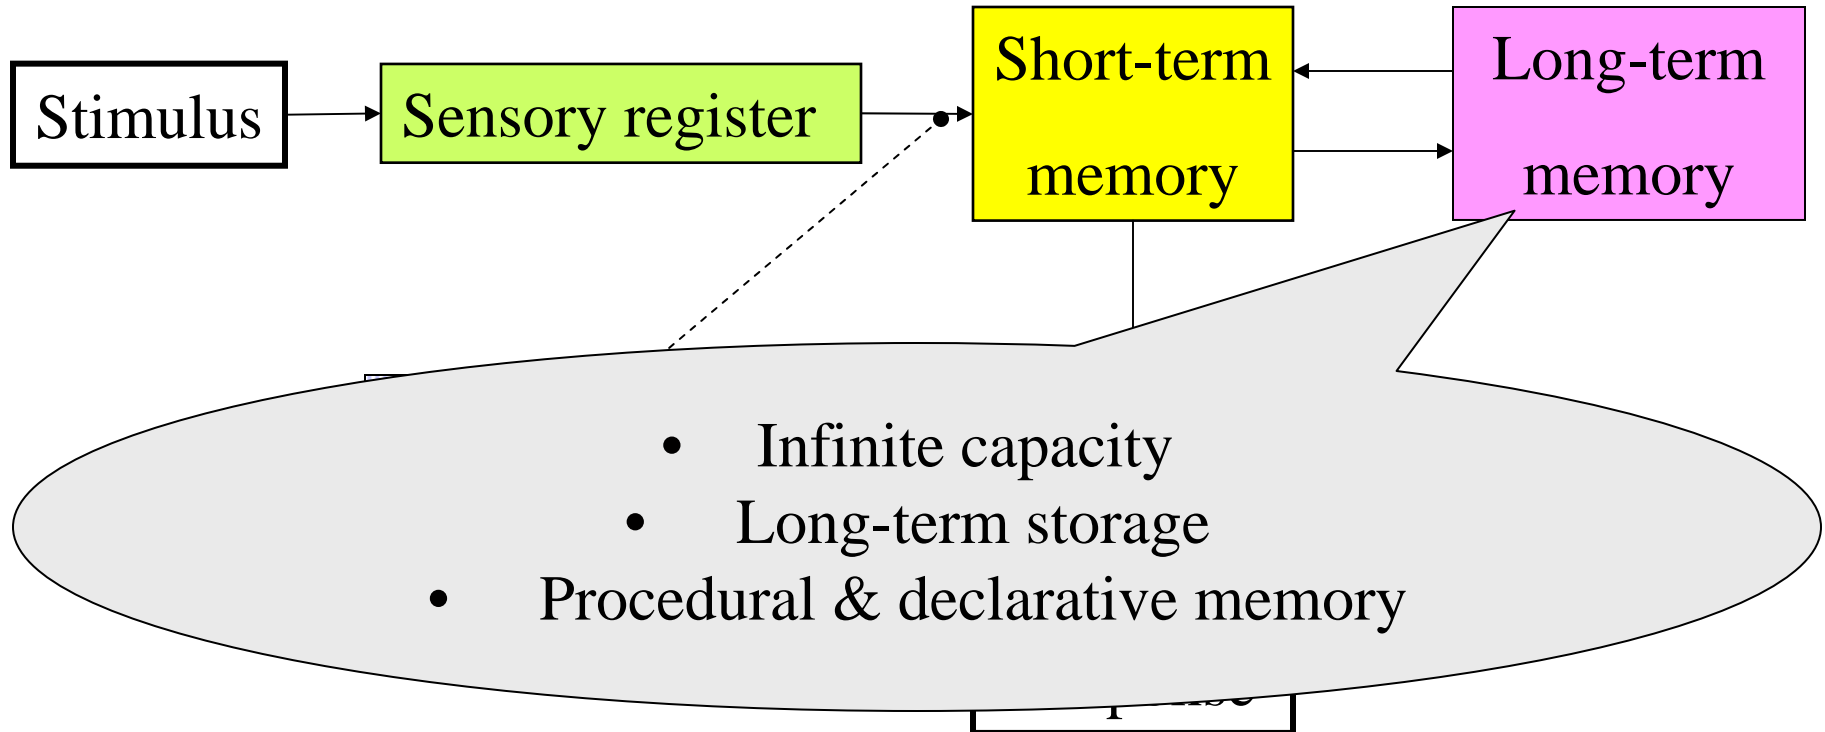 Stimulus
Sensory register
Short-term
memory
Long-term
memory
• Infinite capacity
• Long-term storage
• Procedural & declarative memory